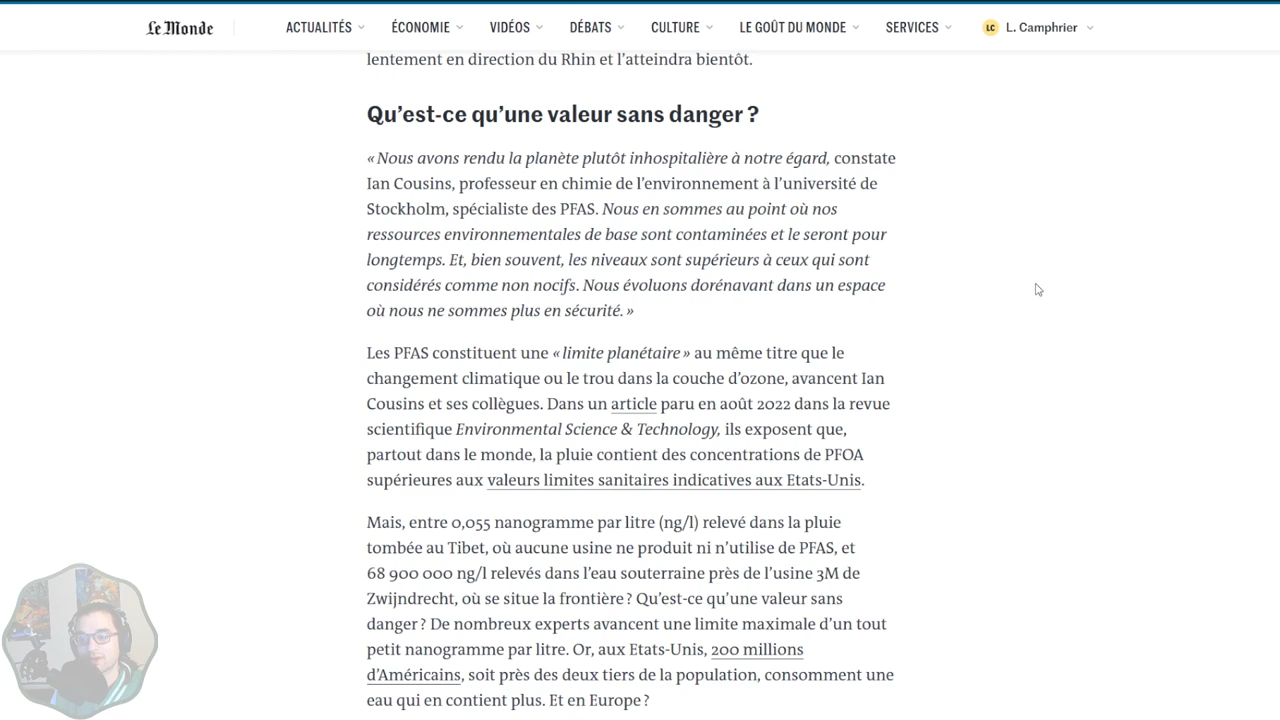 Le Monde
ACTUALITÉS
ÉCONOMIE
VIDÉOS
DÉBATS
CULTURE
LE GOÛT DU MONDE
SERVICES
LC
L. Camphrier
lentement en direction du Rhin et l’atteindra bientôt.
Qu’est-ce qu’une valeur sans danger ?
« Nous avons rendu la planète plutôt inhospitalière à notre égard, constate
Ian Cousins, professeur en chimie de l’environnement à l’université de
Stockholm, spécialiste des PFAS. Nous en sommes au point où nos
ressources environnementales de base sont contaminées et le seront pour
longtemps. Et, bien souvent, les niveaux sont supérieurs à ceux qui sont
considérés comme non nocifs. Nous évoluons dorénavant dans un espace
où nous ne sommes plus en sécurité. »
Les PFAS constituent une « limite planétaire » au même titre que le
changement climatique ou le trou dans la couche d’ozone, avancent Ian
Cousins et ses collègues. Dans un article paru en août 2022 dans la revue
scientifique Environmental Science & Technology, ils exposent que,
partout dans le monde, la pluie contient des concentrations de PFOA
supérieures aux valeurs limites sanitaires indicatives aux Etats-Unis.
Mais, entre 0,055 nanogramme par litre (ng/l) relevé dans la pluie
tombée au Tibet, où aucune usine ne produit ni n’utilise de PFAS, et
68 900 000 ng/l relevés dans l’eau souterraine près de l’usine 3M de
Zwijndrecht, où se situe la frontière ? Qu’est-ce qu’une valeur sans
danger ? De nombreux experts avancent une limite maximale d’un tout
petit nanogramme par litre. Or, aux Etats-Unis, 200 millions
d’Américains, soit près des deux tiers de la population, consomment une
eau qui en contient plus. Et en Europe ?